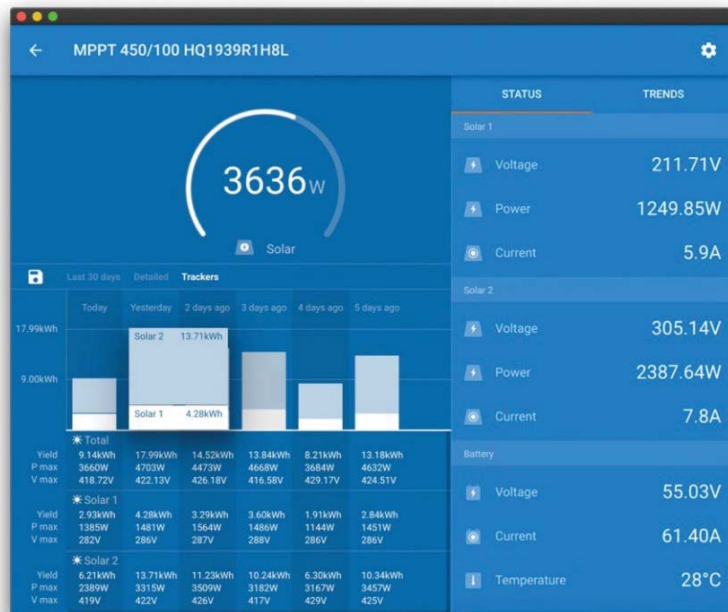 MPPT 450/100 HQ1939R1H8L
3636W
Solar
Last 30 days Detailed Trackers
Today Yesterday 2 days ago 3 days ago 4 days ago 5 days ago
17.99kWh
Solar 2 13.71kWh
9.00kWh
Solar 1 4.28kWh
Total
Yield 9.14kWh 17.99kWh 14.52kWh 13.84kWh 8.21kWh 13.18kWh
P max 3660W 4703W 4473W 4668W 3684W 4632W
V max 418.72V 422.13V 426.18V 416.58V 429.17V 424.51V
Solar 1
Yield 2.93kWh 4.28kWh 3.29kWh 3.60kWh 1.91kWh 2.84kWh
P max 1385W 1481W 1564W 1486W 1144W 1451W
V max 282V 286V 287V 288V 286V 286V
Solar 2
Yield 6.21kWh 13.71kWh 11.23kWh 10.24kWh 6.30kWh 10.34kWh
P max 2389W 3315W 3509W 3182W 3167W 3457W
V max 419V 422V 426V 417V 429V 425V
STATUS TRENDS
Solar 1
Voltage 211.71V
Power 1249.85W
Current 5.9A
Solar 2
Voltage 305.14V
Power 2387.64W
Current 7.8A
Battery
Voltage 55.03V
Current 61.40A
Temperature 28°C